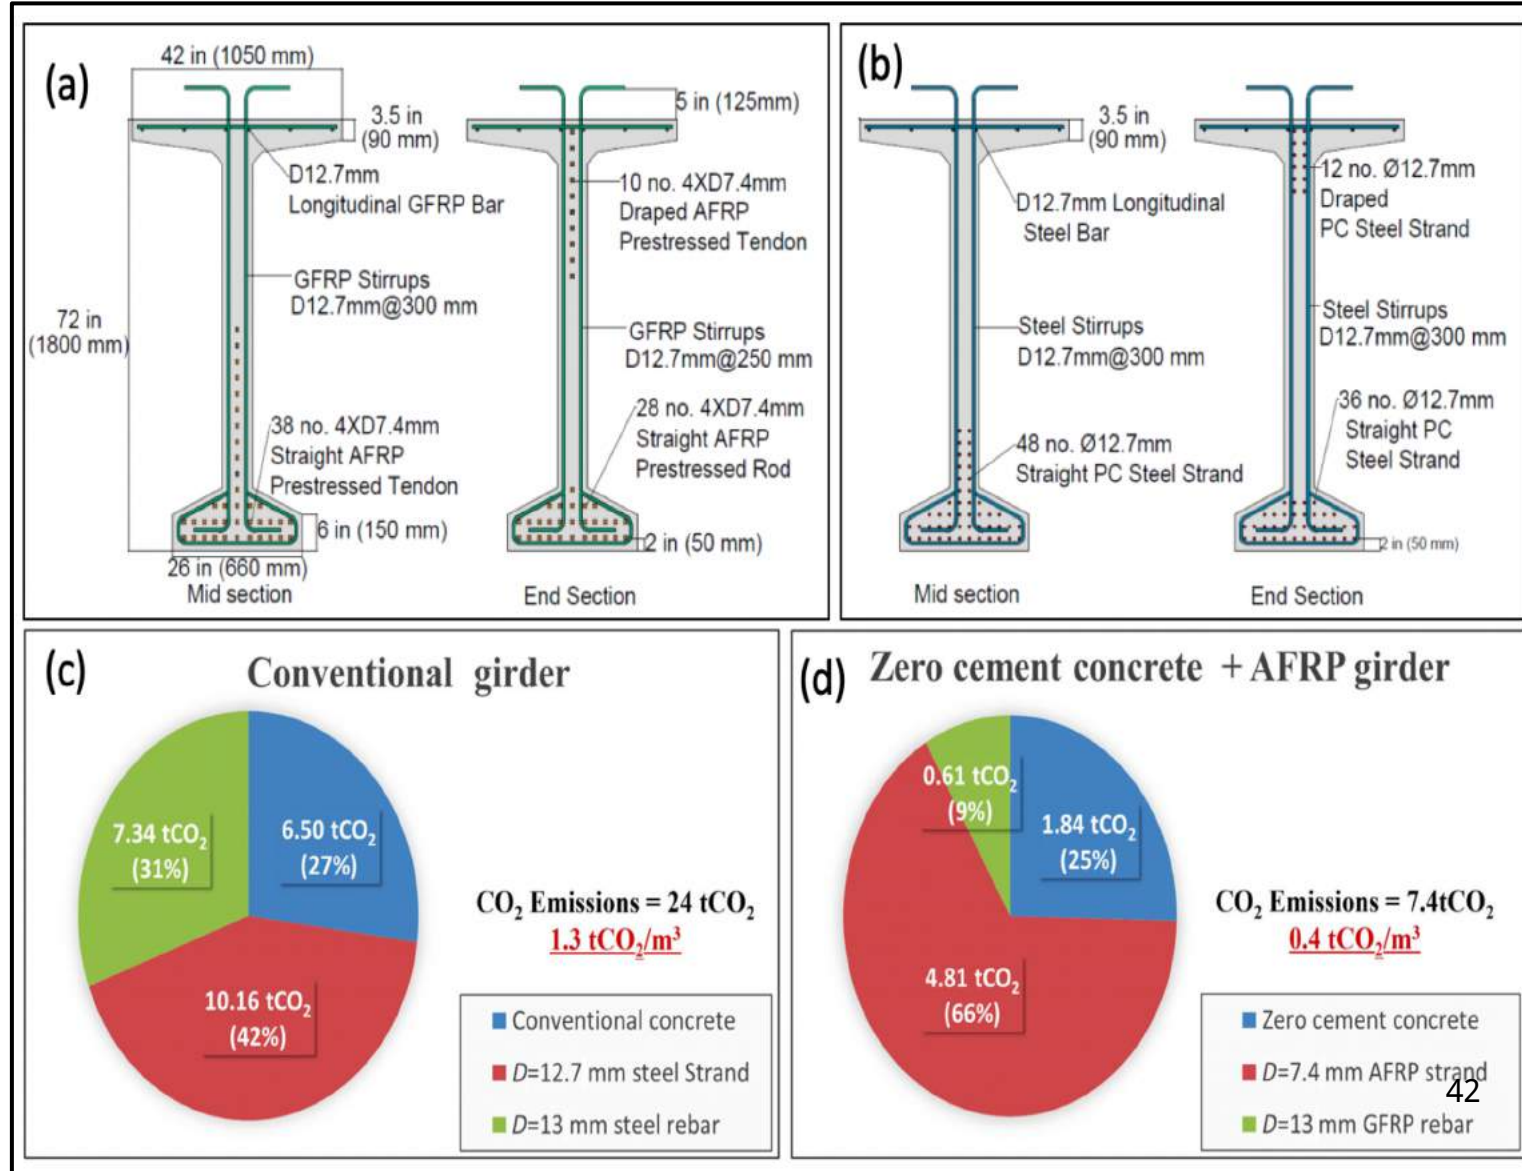 (a)
42 in (1050 mm)
3.5 in
(90 mm)
5 in (125mm)
D12.7mm
Longitudinal GFRP Bar
10 no. 4XD7.4mm
Draped AFRP
Prestressed Tendon
GFRP Stirrups
D12.7mm@300 mm
72 in
(1800 mm)
GFRP Stirrups
D12.7mm@250 mm
38 no. 4XD7.4mm
Straight AFRP
Prestressed Tendon
28 no. 4XD7.4mm
Straight AFRP
Prestressed Rod
6 in (150 mm)
2 in (50 mm)
26 in (660 mm)
Mid section
End Section
(b)
3.5 in
(90 mm)
D12.7mm Longitudinal
Steel Bar
12 no. Ø12.7mm
Draped
PC Steel Strand
Steel Stirrups
D12.7mm@300 mm
Steel Stirrups
D12.7mm@300 mm
48 no. Ø12.7mm
Straight PC Steel Strand
36 no. Ø12.7mm
Straight PC
Steel Strand
2 in (50 mm)
Mid section
End Section
(c)
Conventional girder
7.34 tCO₂
(31%)
6.50 tCO₂
(27%)
10.16 tCO₂
(42%)
CO₂ Emissions = 24 tCO₂
1.3 tCO₂/m³
Conventional concrete
D=12.7 mm steel Strand
D=13 mm steel rebar
(d)
Zero cement concrete + AFRP girder
0.61 tCO₂
(9%)
1.84 tCO₂
(25%)
4.81 tCO₂
(66%)
CO₂ Emissions = 7.4tCO₂
0.4 tCO₂/m³
Zero cement concrete
D=7.4 mm AFRP strand
D=13 mm GFRP rebar
42